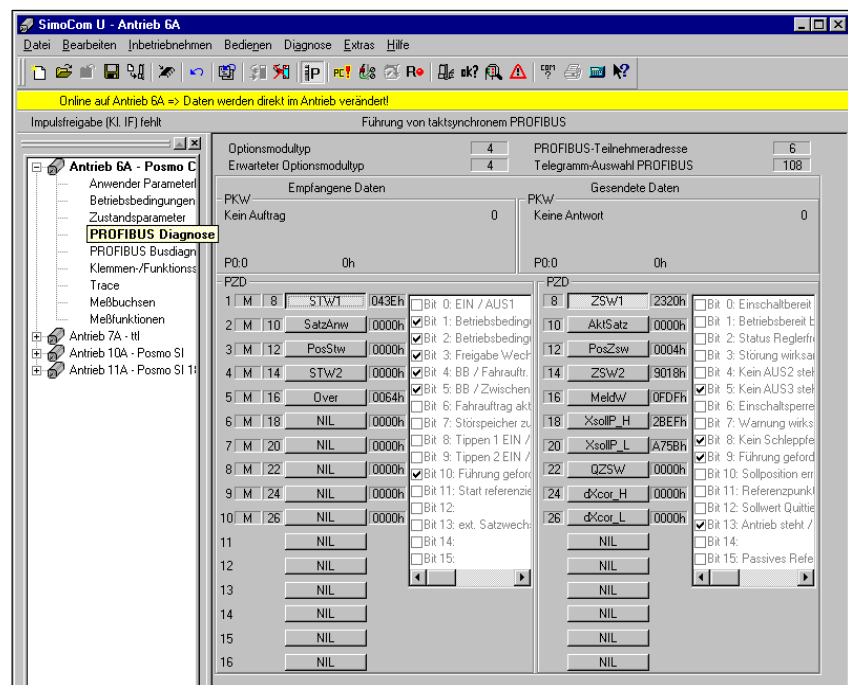 SimoCom U - Antrieb 6A
Datei Bearbeiten Inbetriebnehmen Bedienen Diagnose Extras Hilfe
Online auf Antrieb 6A => Daten werden direkt im Antrieb verändert!
Impulsfreigabe (Kl. IF) fehlt Führung von taktsynchronem PROFIBUS
Antrieb 6A - Posmo C
Anwender Parameterl
Betriebsbedingungen
Zustandsparameter
PROFIBUS Diagnose
PROFIBUS Busdiagn
Klemmen-/Funktionss
Trace
Meßbuchsen
Meßfunktionen
Antrieb 7A - ttl
Antrieb 10A - Posmo SI
Antrieb 11A - Posmo SI 1
Optionsmodultyp 4 PROFIBUS-Teilnehmeradresse 6
Erwarteter Optionsmodultyp 4 Telegramm-Auswahl PROFIBUS 108
Empfangene Daten
PKW
Kein Auftrag 0
P0:0 0h
Gesendete Daten
PKW
Keine Antwort 0
P0:0 0h
PZD
1 M 8 STW1 043Eh
2 M 10 SatzAnw 0000h
3 M 12 PosStw 0000h
4 M 14 STW2 0000h
5 M 16 Over 0064h
6 M 18 NIL 0000h
7 M 20 NIL 0000h
8 M 22 NIL 0000h
9 M 24 NIL 0000h
10 M 26 NIL 0000h
11 NIL
12 NIL
13 NIL
14 NIL
15 NIL
16 NIL
Bit 0: EIN / AUS1
Bit 1: Betriebsbeding
Bit 2: Betriebsbeding
Bit 3: Freigabe Wech
Bit 4: BB / Fahrauftr.
Bit 5: BB / Zwischen
Bit 6: Fahrauftrag akt
Bit 7: Störspeicher zu
Bit 8: Tippen 1 EIN /
Bit 9: Tippen 2 EIN /
Bit 10: Führung geford
Bit 11: Start referenzie
Bit 12:
Bit 13: ext. Satzwech
Bit 14:
Bit 15:
PZD
8 ZSW1 2320h
10 AktSatz 0000h
12 PosZsw 0004h
14 ZSW2 9018h
16 MeldW 0FDFh
18 XsollP_H 2BEFh
20 XsollP_L A75Bh
22 QZSW 0000h
24 dXcor_H 0000h
26 dXcor_L 0000h
NIL
NIL
NIL
NIL
NIL
NIL
Bit 0: Einschaltbereit
Bit 1: Betriebsbereit b
Bit 2: Status Reglerfr
Bit 3: Störung wirksa
Bit 4: Kein AUS2 steh
Bit 5: Kein AUS3 steh
Bit 6: Einschaltsperre
Bit 7: Warnung wirks
Bit 8: Kein Schleppfe
Bit 9: Führung geford
Bit 10: Sollposition err
Bit 11: Referenzpunkt
Bit 12: Sollwert Quittie
Bit 13: Antrieb steht /
Bit 14:
Bit 15: Passives Refe